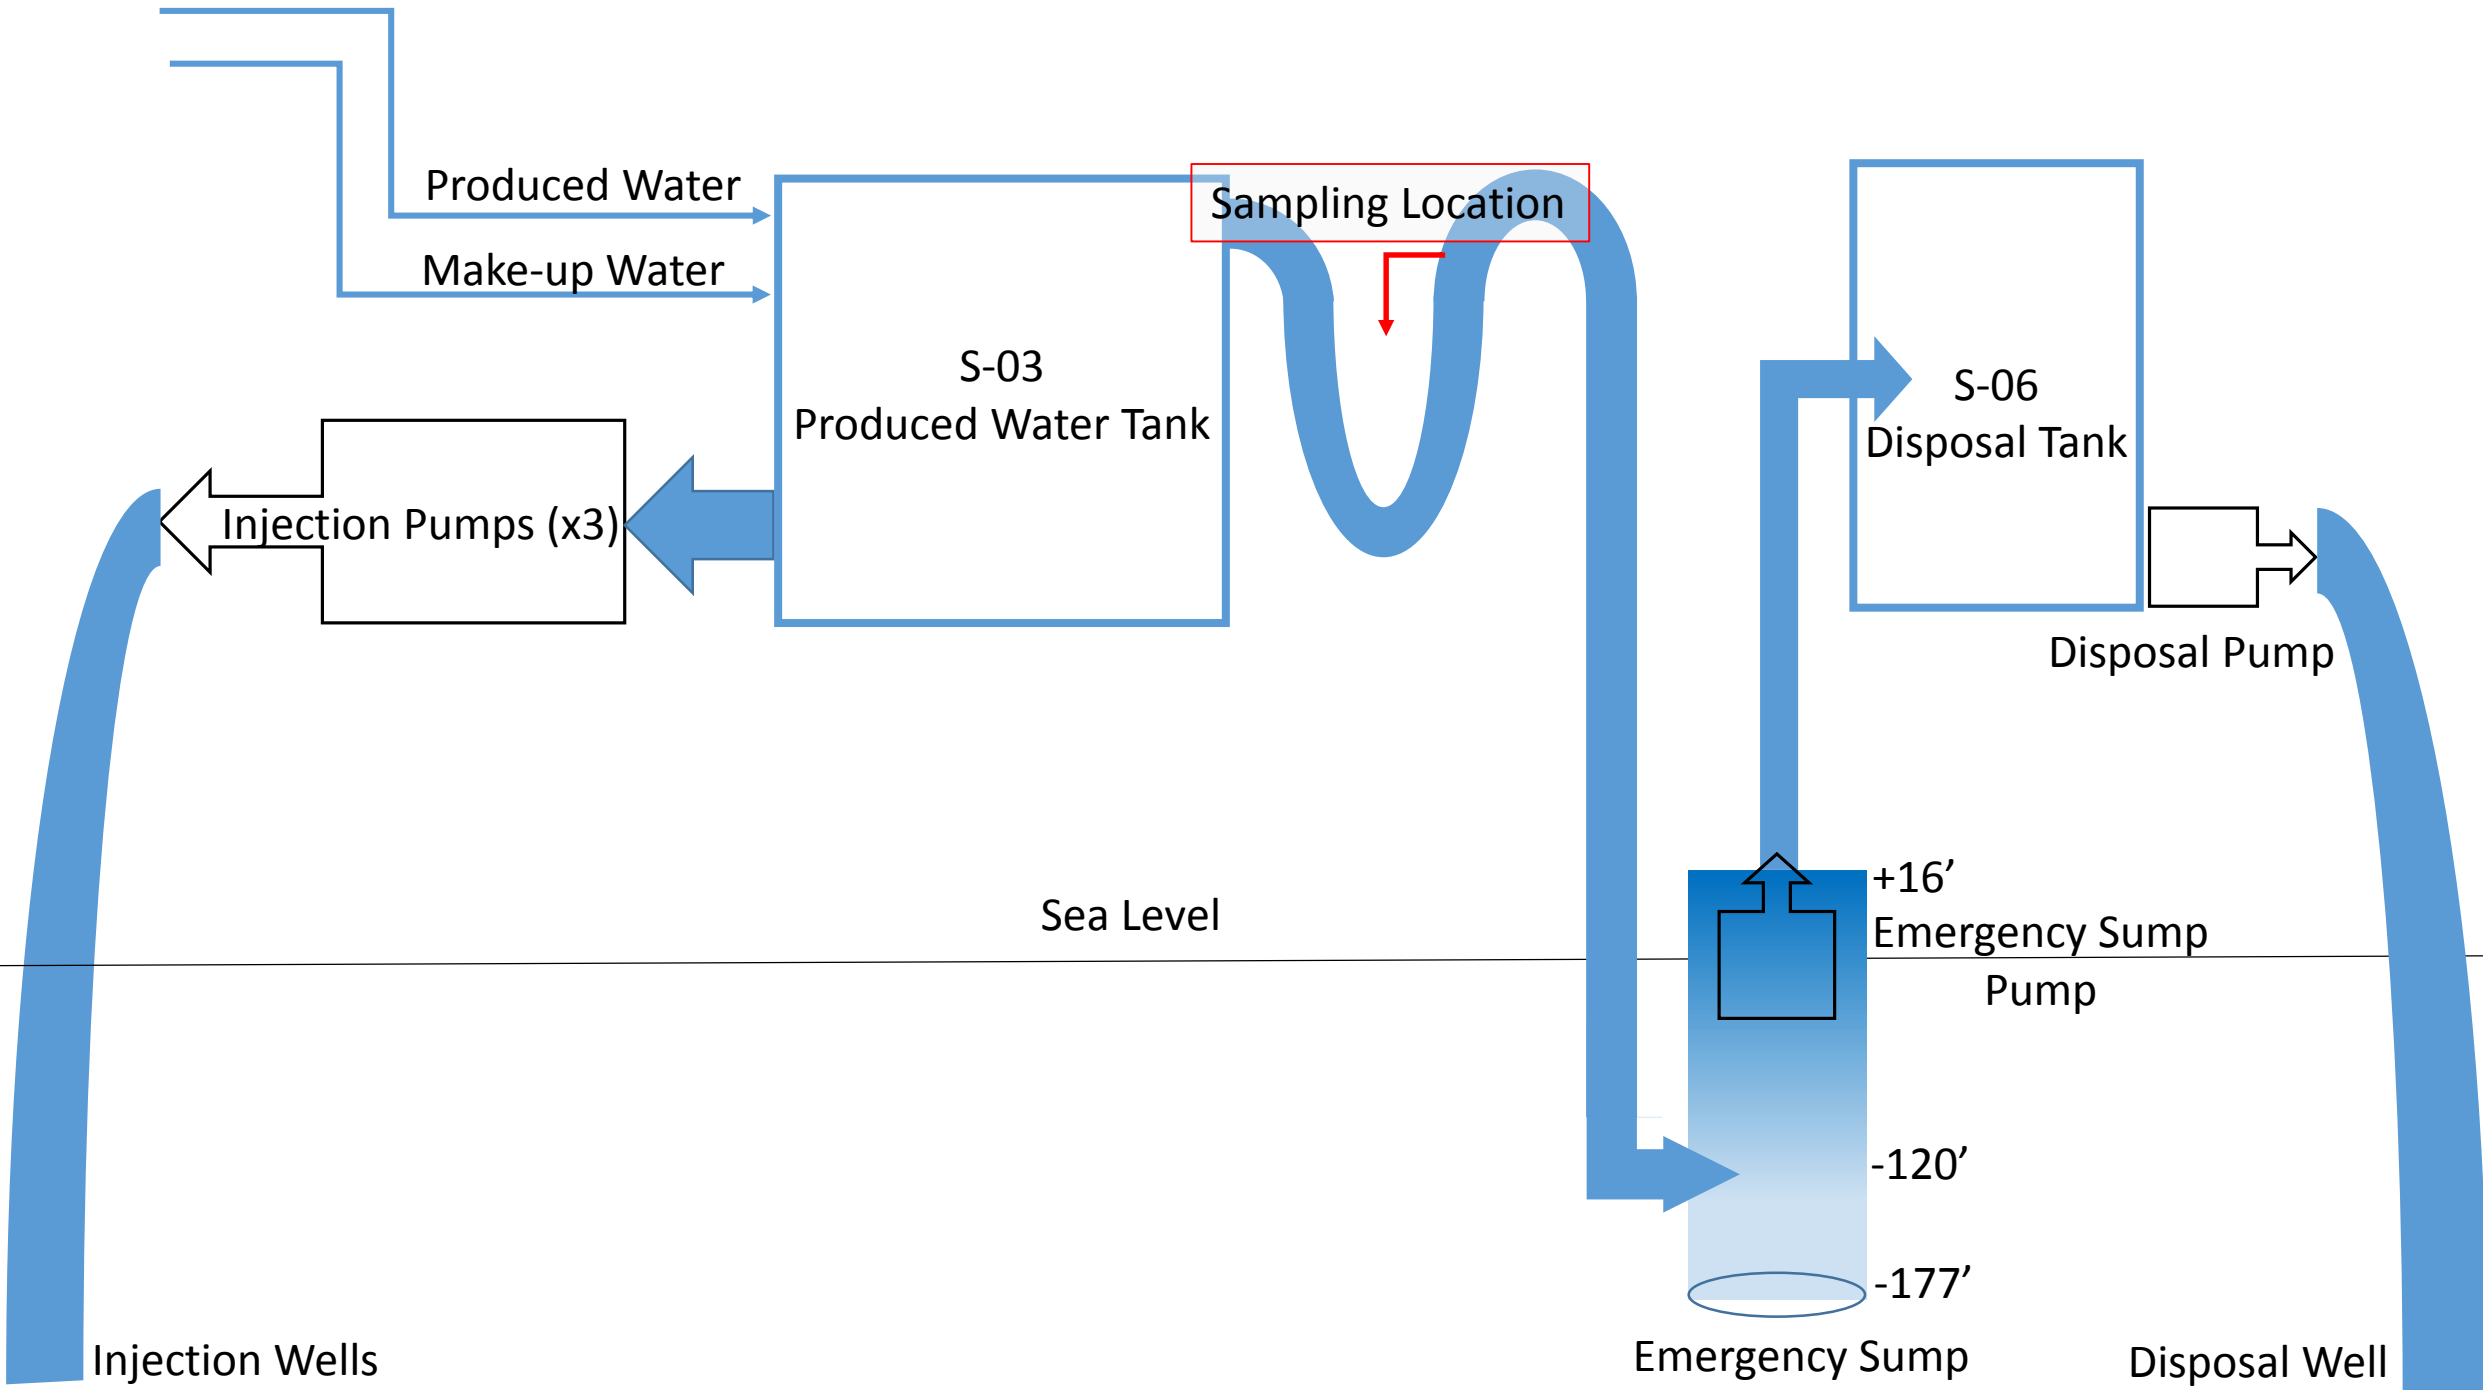 Produced Water
Sampling Location
Make-up Water
S-03
Produced Water Tank
S-06
Disposal Tank
Injection Pumps (x3)
Disposal Pump
+16’
Sea Level
Emergency Sump
Pump
-120’
-177’
Injection Wells
Emergency Sump
Disposal Well